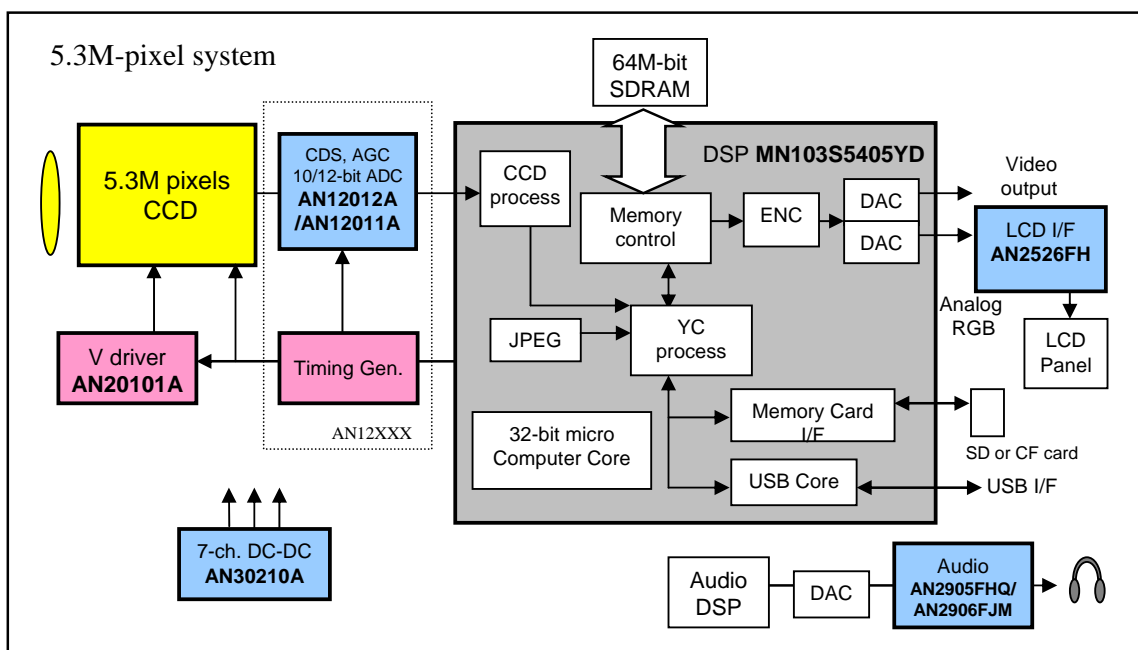 5.3M-pixel system
64M-bit
SDRAM
DSP MN103S5405YD
5.3M pixels
CCD
CDS, AGC
10/12-bit ADC
AN12012A
/AN12011A
CCD
process
Memory
control
ENC
DAC
DAC
Video
output
LCD I/F
AN2526FH
Analog
RGB
LCD
Panel
V driver
AN20101A
Timing Gen.
AN12XXX
JPEG
YC
process
32-bit micro
Computer Core
Memory Card
I/F
SD or CF card
USB Core
USB I/F
7-ch. DC-DC
AN30210A
Audio
DSP
DAC
Audio
AN2905FHQ/
AN2906FJM